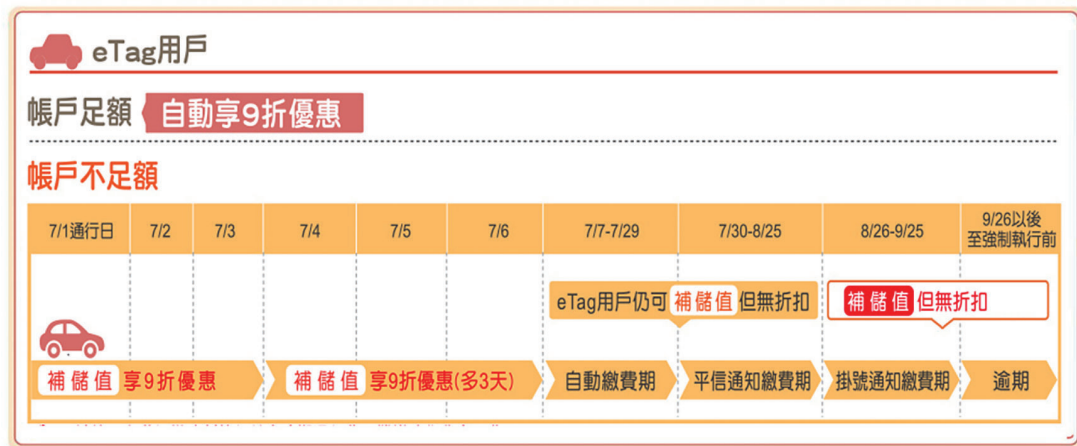 eTag用戶
帳戶足額 自動享9折優惠
帳戶不足額
7/1通行日 7/2 7/3 7/4 7/5 7/6 7/7-7/29 7/30-8/25 8/26-9/25 9/26以後
至強制執行前
eTag用戶仍可 補儲值 但無折扣 補儲值 但無折扣
補儲值 享9折優惠 補儲值 享9折優惠(多3天) 自動繳費期 平信通知繳費期 掛號通知繳費期 逾期